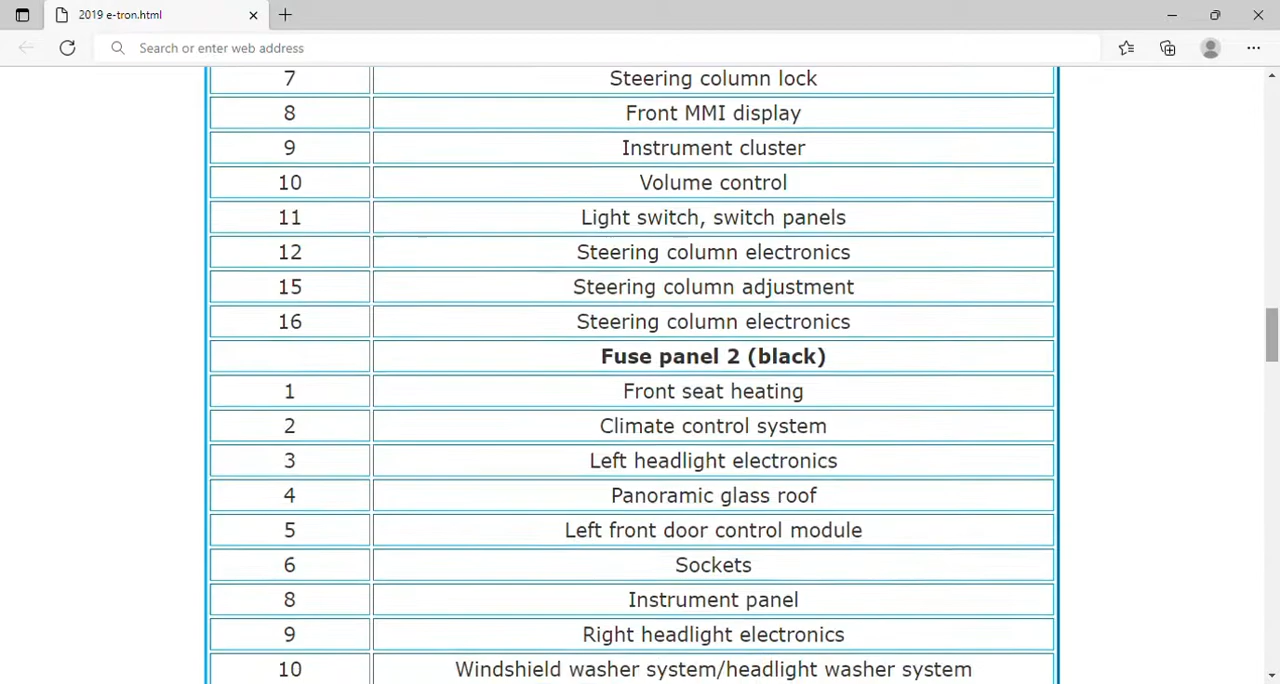 2019 e-tron.html
Search or enter web address
7 Steering column lock
8 Front MMI display
9 Instrument cluster
10 Volume control
11 Light switch, switch panels
12 Steering column electronics
15 Steering column adjustment
16 Steering column electronics
Fuse panel 2 (black)
1 Front seat heating
2 Climate control system
3 Left headlight electronics
4 Panoramic glass roof
5 Left front door control module
6 Sockets
8 Instrument panel
9 Right headlight electronics
10 Windshield washer system/headlight washer system